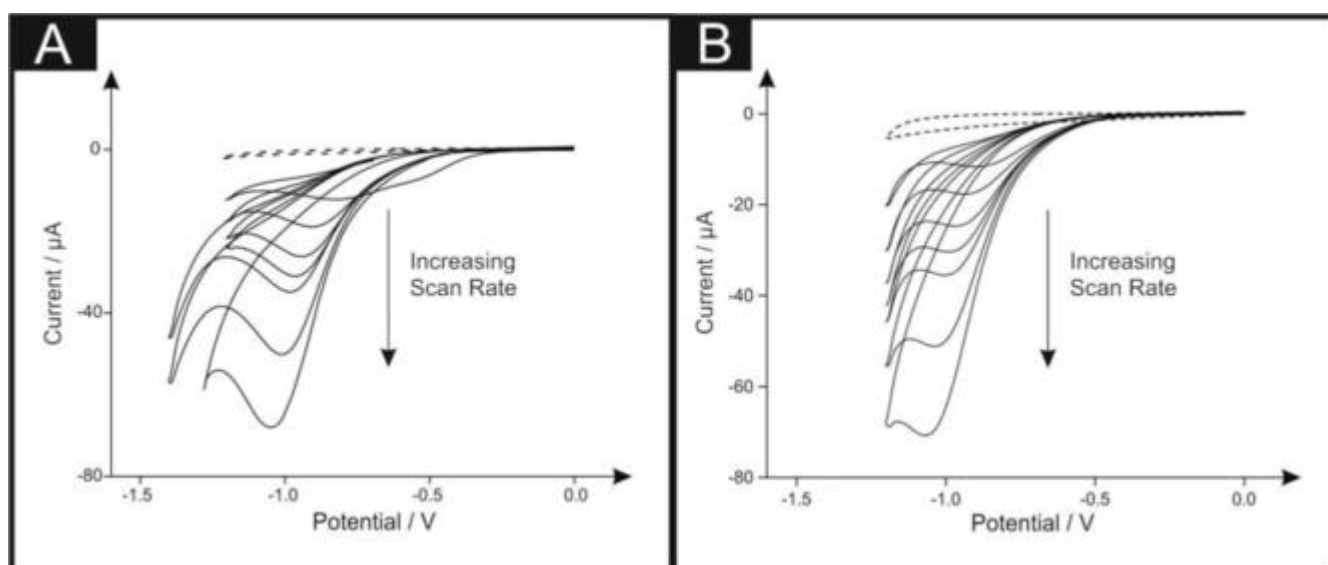 A
0
-40
-80
Current / µA
Increasing
Scan Rate
-1.5
-1.0
-0.5
0.0
Potential / V
B
0
-20
-40
-60
-80
Current / µA
Increasing
Scan Rate
-1.5
-1.0
-0.5
0.0
Potential / V